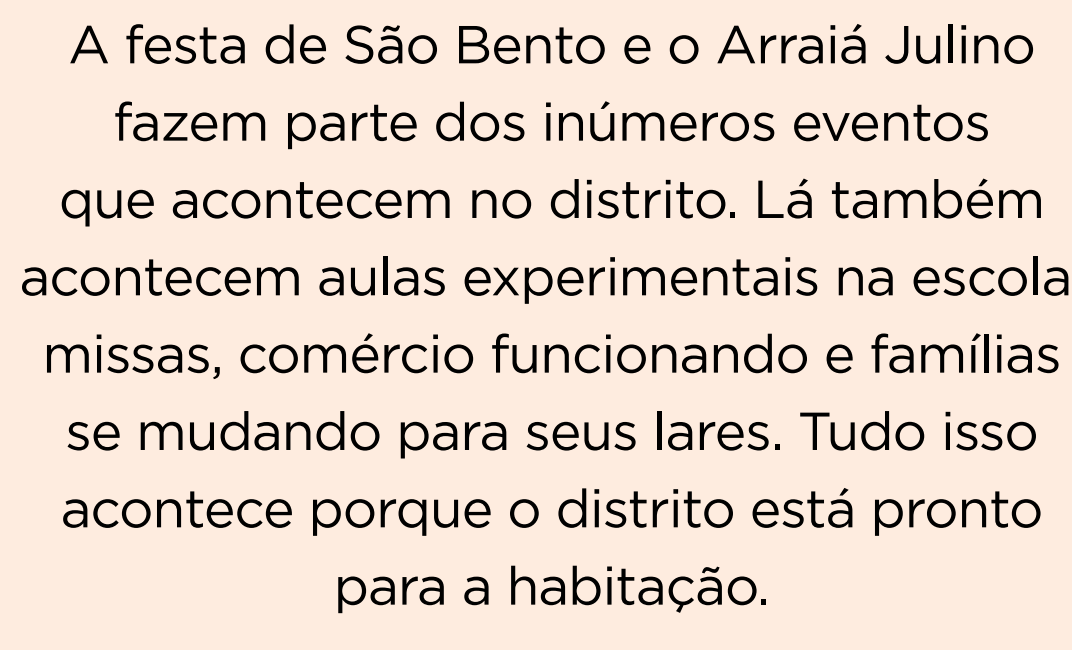 A festa de São Bento e o Arraiá Julino
fazem parte dos inúmeros eventos
que acontecem no distrito. Lá também
acontecem aulas experimentais na escola
missas, comércio funcionando e famílias
se mudando para seus lares. Tudo isso
acontece porque o distrito está pronto
para a habitação.